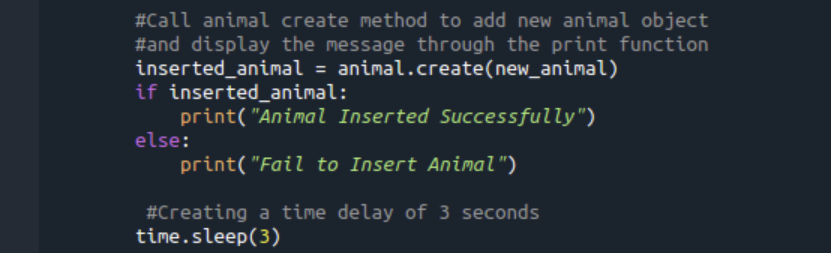 #Call animal create method to add new animal object
#and display the message through the print function
inserted_animal = animal.create(new_animal)
if inserted_animal:
    print("Animal Inserted Successfully")
else:
    print("Fail to Insert Animal")

 #Creating a time delay of 3 seconds
time.sleep(3)